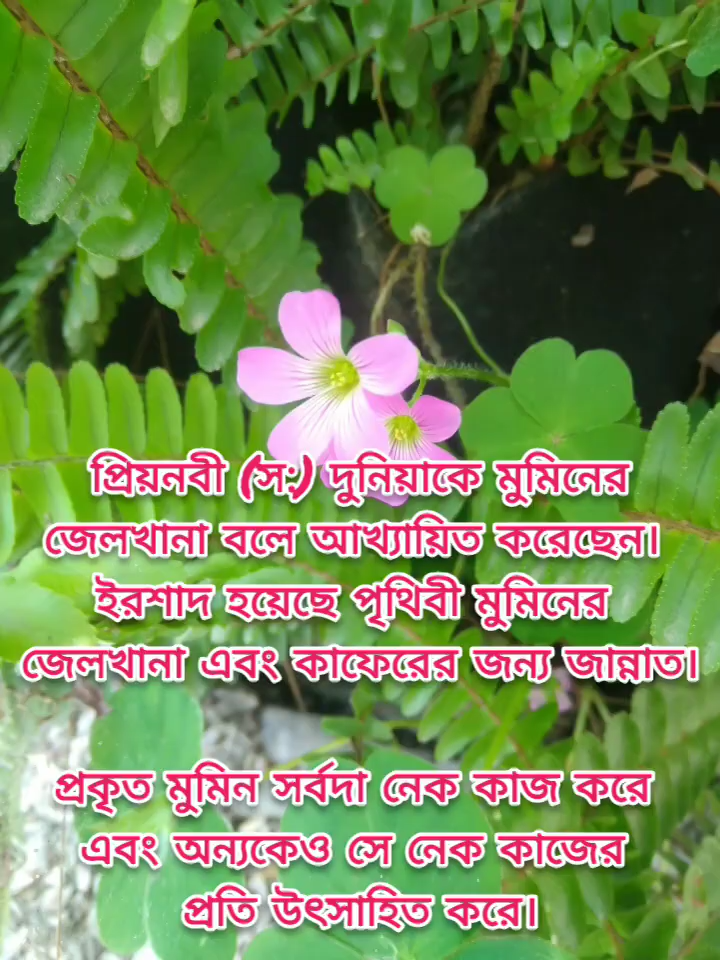 প্রিয়নবী (স:) দুনিয়াকে মুমিনের
জেলখানা বলে আখ্যায়িত করেছেন।
ইরশাদ হয়েছে পৃথিবী মুমিনের
জেলখানা এবং কাফেরের জন্য জান্নাত।
প্রকৃত মুমিন সর্বদা নেক কাজ করে
এবং অন্যকেও সে নেক কাজের
প্রতি উৎসাহিত করে।